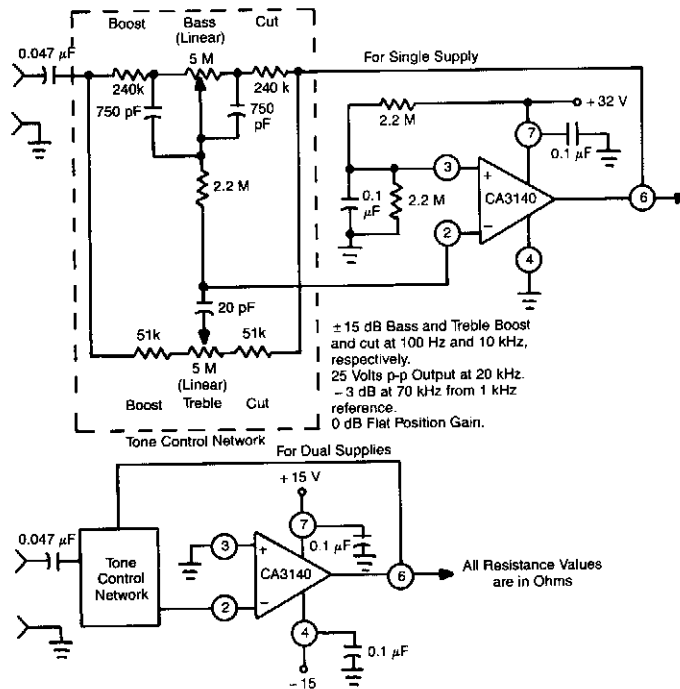 Boost Bass Cut
(Linear)
0.047 µF
5 M
240k
240 k
750 pF
750
pF
2.2 M
20 pF
51k
51k
5 M
(Linear)
Boost Treble Cut
Tone Control Network
For Single Supply
+ 32 V
2.2 M
7
0.1
µF
3
+
0.1
µF
2.2 M
CA3140
6
2
−
4
±15 dB Bass and Treble Boost
and cut at 100 Hz and 10 kHz,
respectively.
25 Volts p-p Output at 20 kHz.
− 3 dB at 70 kHz from 1 kHz
reference.
0 dB Flat Position Gain.
For Dual Supplies
+ 15 V
0.047 µF
7
3
+
0.1 µF
Tone
Control
Network
CA3140
6
All Resistance Values
are in Ohms
2
−
4
0.1 µF
− 15